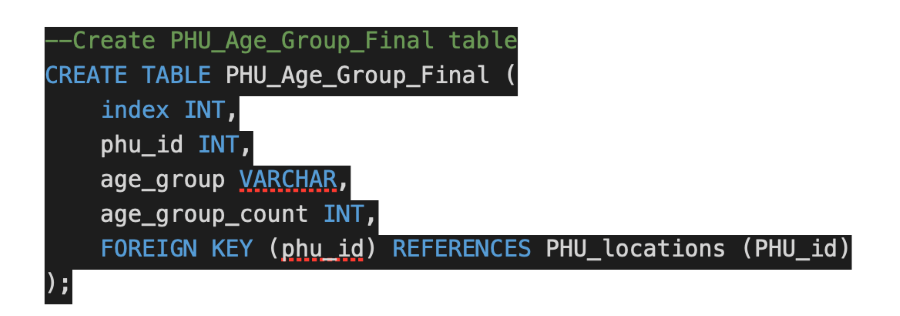 --Create PHU_Age_Group_Final table
CREATE TABLE PHU_Age_Group_Final (
    index INT,
    phu_id INT,
    age_group VARCHAR,
    age_group_count INT,
    FOREIGN KEY (phu_id) REFERENCES PHU_locations (PHU_id)
);